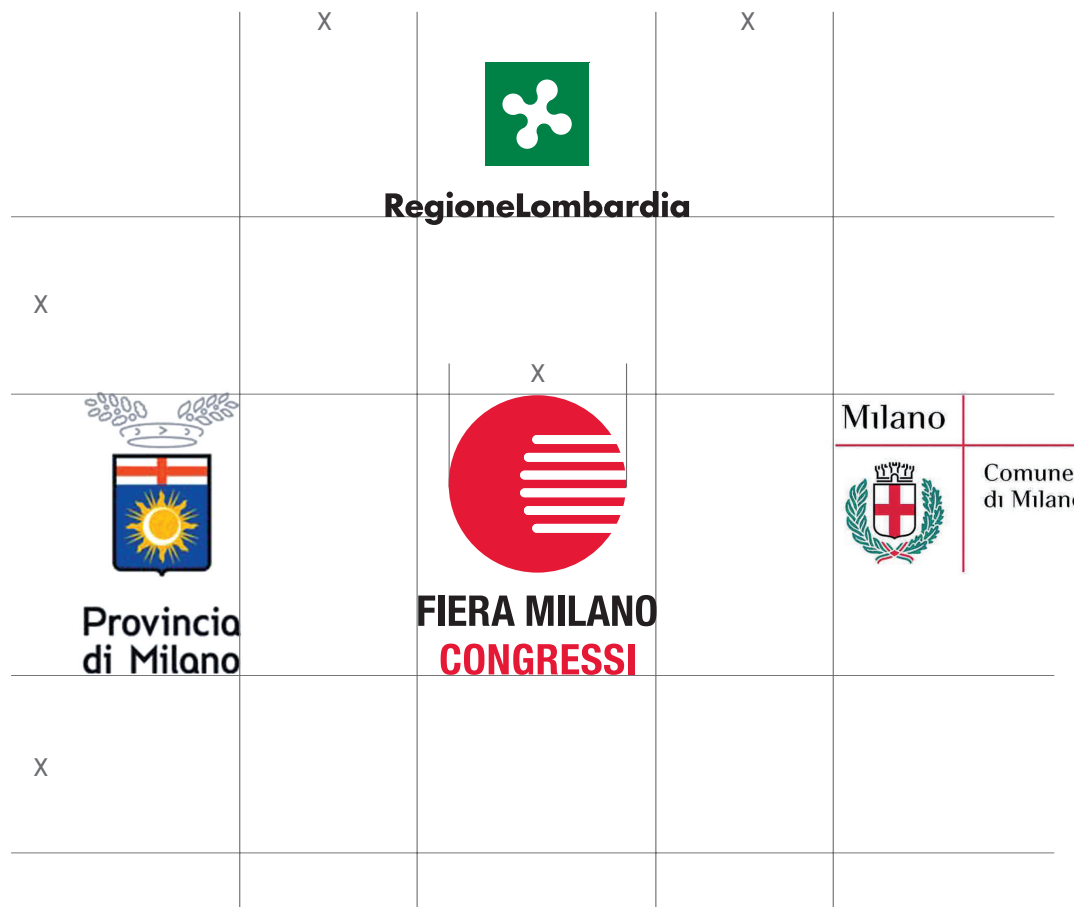 X
X
RegioneLombardia
X
X
Milano
Comune
di Milano
Provincia
di Milano
FIERA MILANO
CONGRESSI
X